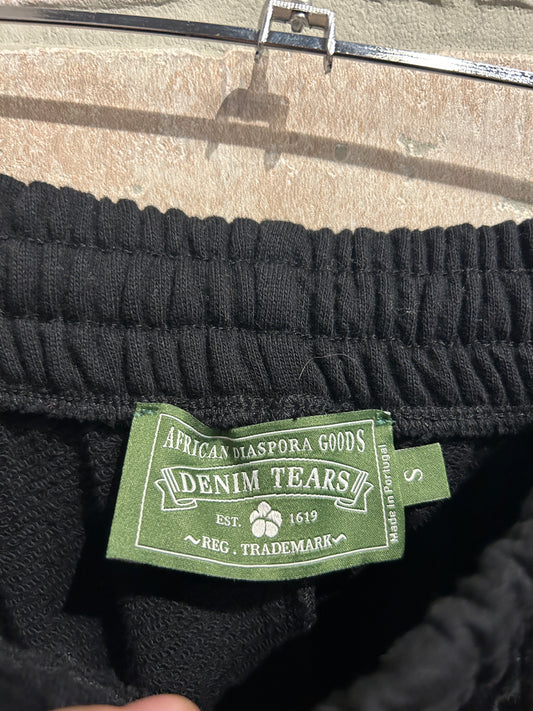 AFRICAN DIASPORA GOODS
DENIM TEARS
EST. 1619
~REG. TRADEMARK~
Made in Portugal
S